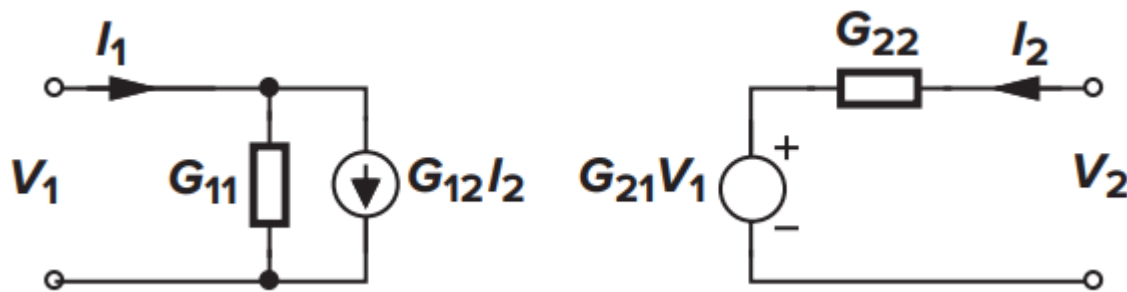 I₁
G₂₂
I₂
V₁
G₁₁
G₁₂I₂
G₂₁V₁
+
−
V₂